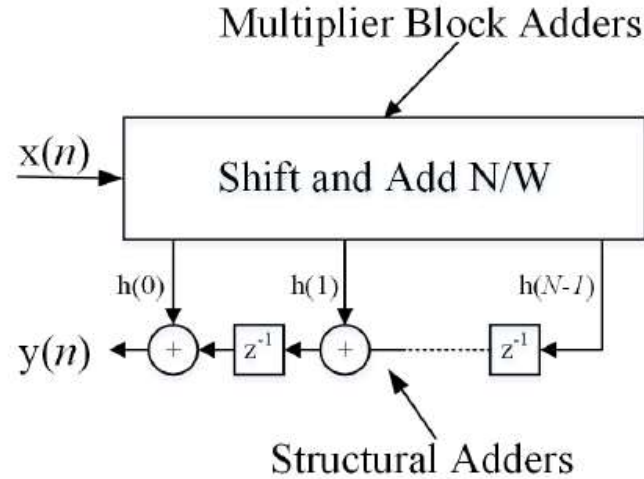 Multiplier Block Adders
x(n)
Shift and Add N/W
h(0)
h(1)
h(N-1)
y(n)
+
z⁻¹
+
z⁻¹
Structural Adders